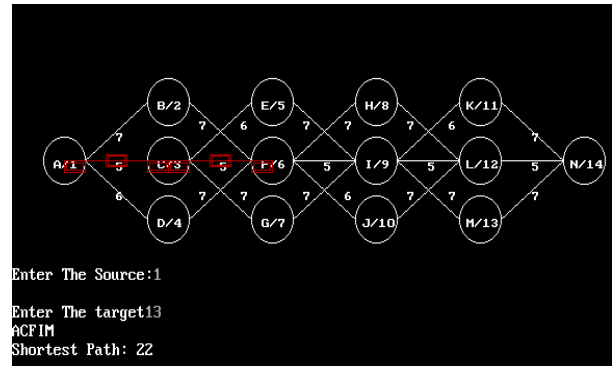 B/2 E/5 H/8 K/11
7 7 6 7 7 7 6 7
A/1 5 C/3 5 F/6 5 I/9 5 L/12 5 N/14
6 7 7 7 6 7 7 7
D/4 G/7 J/10 M/13
Enter The Source:1
Enter The target13
ACFIM
Shortest Path: 22